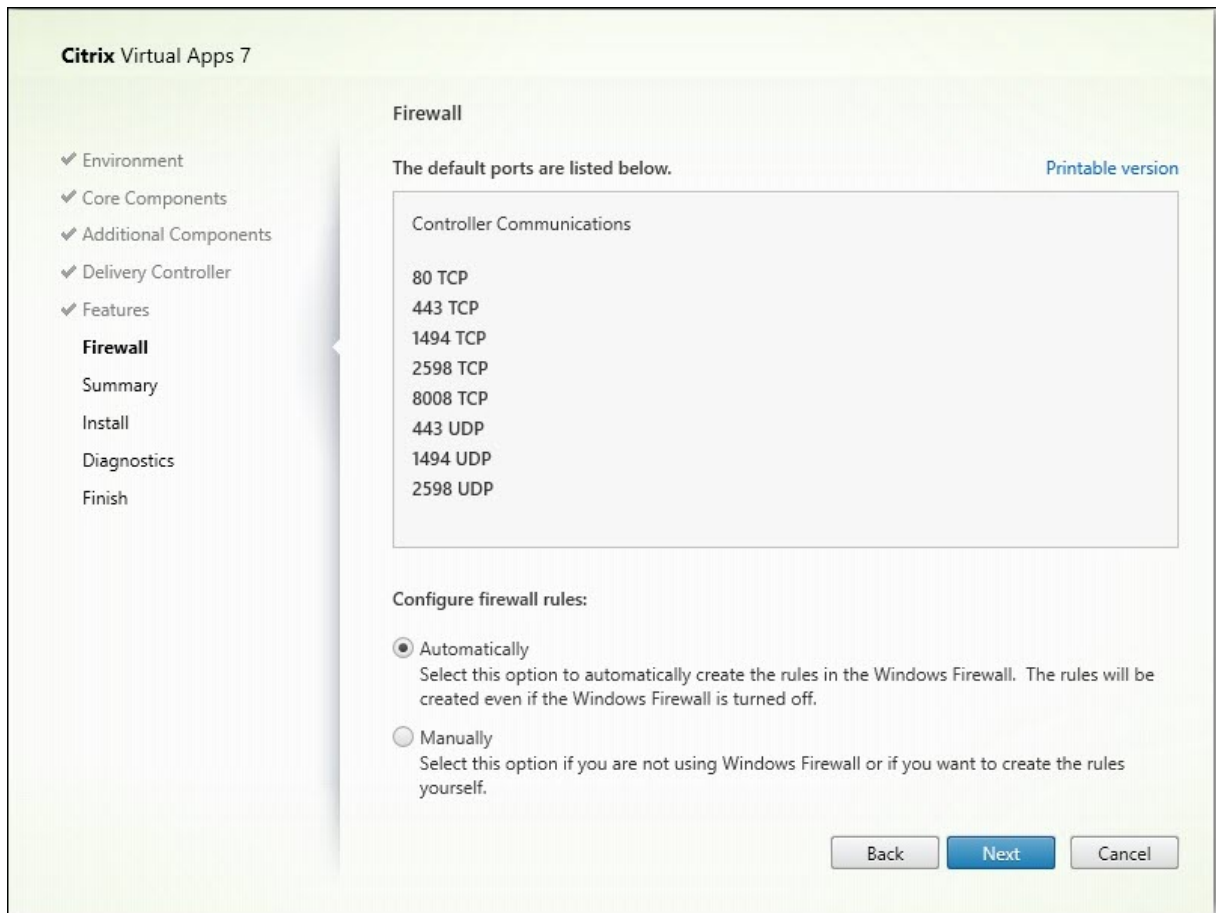 Citrix Virtual Apps 7
Environment
Core Components
Additional Components
Delivery Controller
Features
Firewall
Summary
Install
Diagnostics
Finish
Firewall
The default ports are listed below.
Printable version
Controller Communications
80 TCP
443 TCP
1494 TCP
2598 TCP
8008 TCP
443 UDP
1494 UDP
2598 UDP
Configure firewall rules:
Automatically
Select this option to automatically create the rules in the Windows Firewall. The rules will be
created even if the Windows Firewall is turned off.
Manually
Select this option if you are not using Windows Firewall or if you want to create the rules
yourself.
Back
Next
Cancel